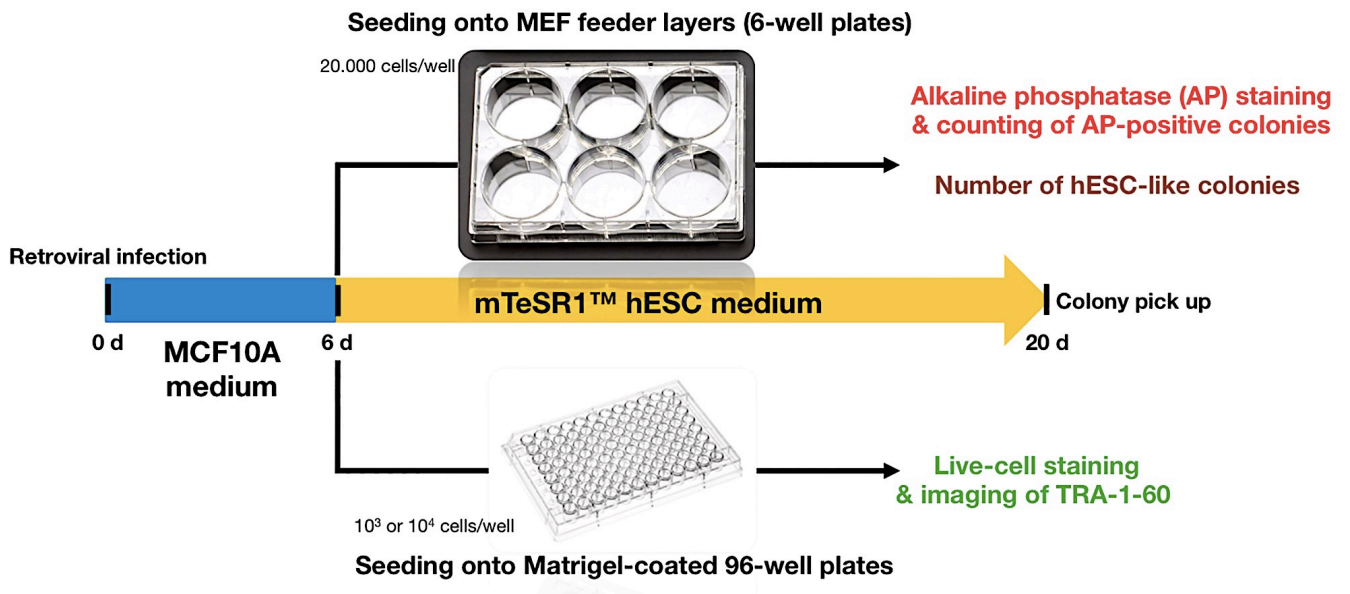 Seeding onto MEF feeder layers (6-well plates)
20.000 cells/well
Alkaline phosphatase (AP) staining
& counting of AP-positive colonies
Number of hESC-like colonies
Retroviral infection
mTeSR1™ hESC medium
Colony pick up
0 d
6 d
20 d
MCF10A
medium
Live-cell staining
& imaging of TRA-1-60
10³ or 10⁴ cells/well
Seeding onto Matrigel-coated 96-well plates